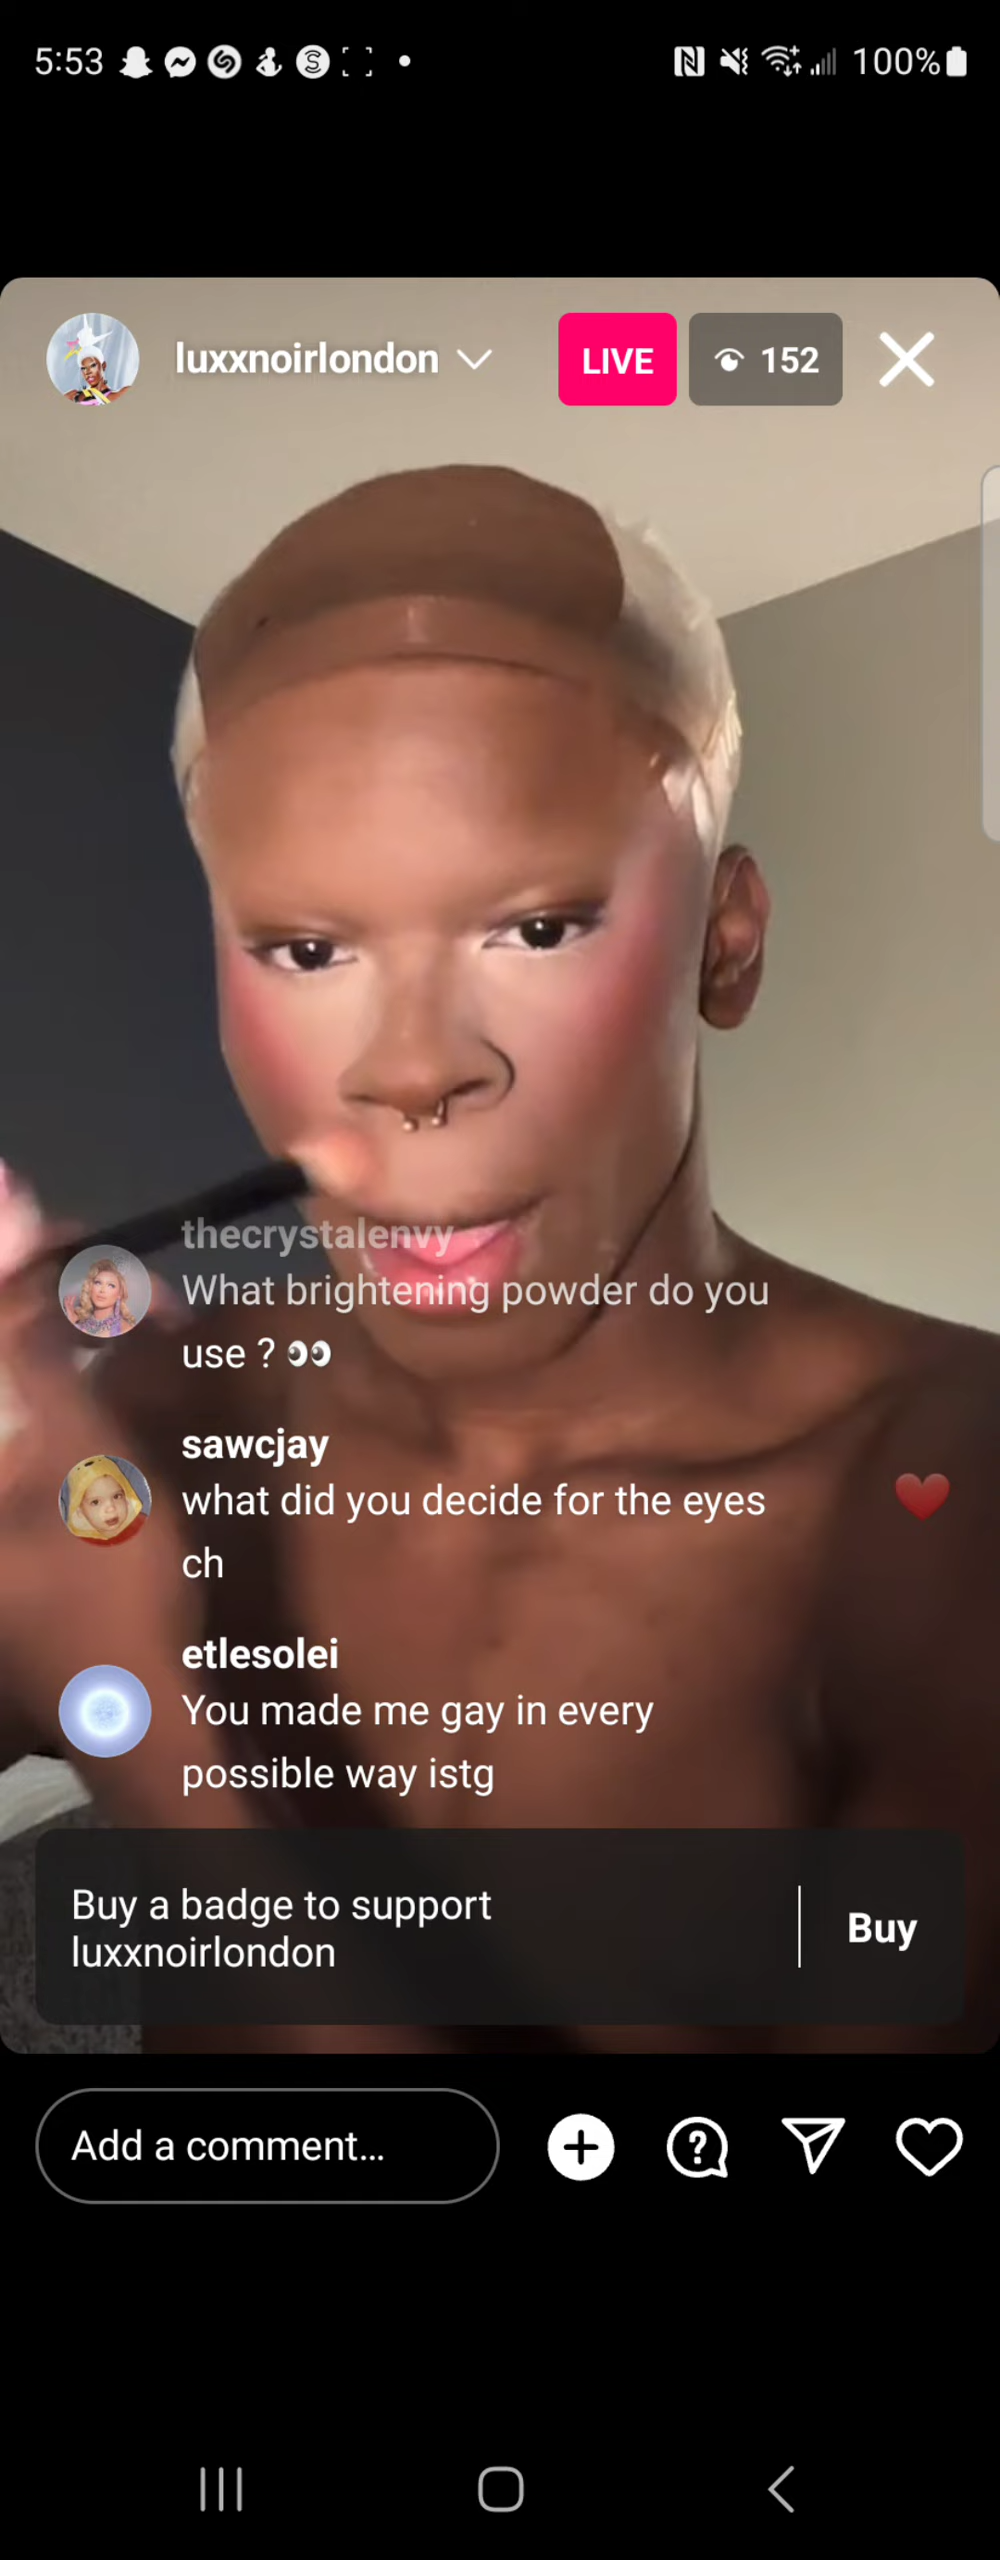 5:53
100%
luxxnoirlondon
LIVE
152
thecrystalenvy
What brightening powder do you
use ? 👀
sawcjay
what did you decide for the eyes
ch
etlesolei
You made me gay in every
possible way istg
Buy a badge to support
luxxnoirlondon
Buy
Add a comment...